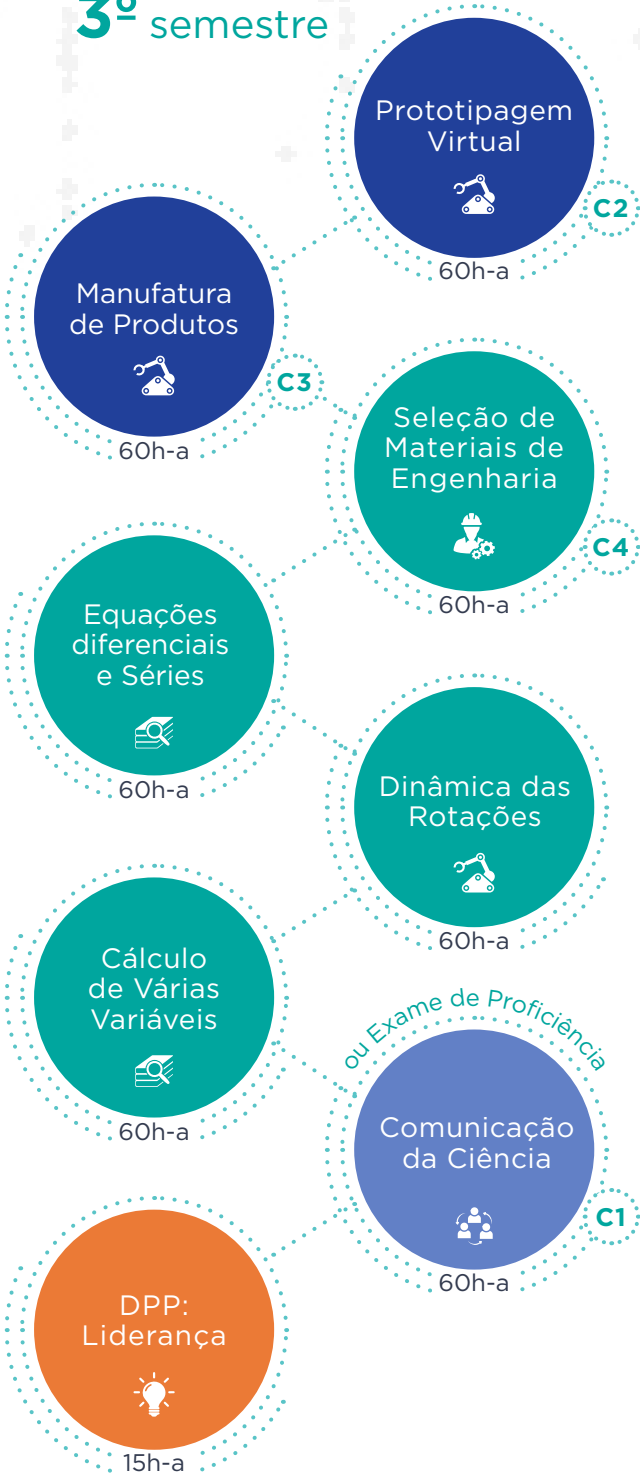 3º semestre
Prototipagem
Virtual
C2
60h-a
Manufatura
de Produtos
C3
60h-a
Seleção de
Materiais de
Engenharia
C4
60h-a
Equações
diferenciais
e Séries
60h-a
Dinâmica das
Rotações
60h-a
Cálculo
de Várias
Variáveis
60h-a
ou Exame de Proficiência
Comunicação
da Ciência
C1
60h-a
DPP:
Liderança
15h-a